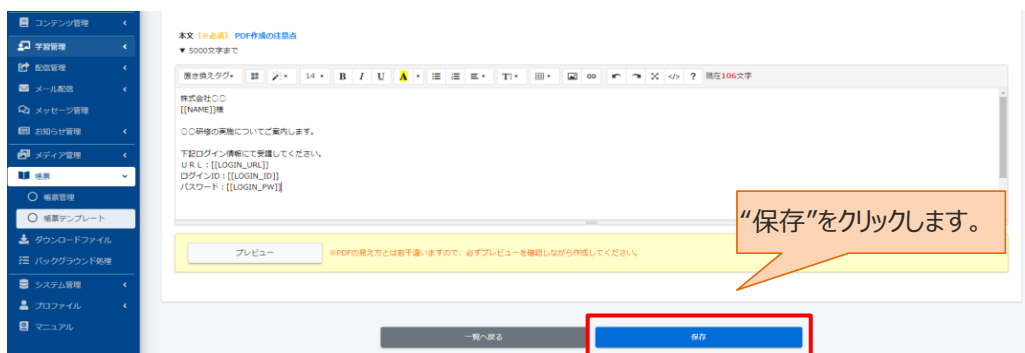 コンテンツ管理
学習管理
配信管理
メール配信
メッセージ管理
お知らせ管理
メディア管理
帳票
帳票管理
帳票テンプレート
ダウンロードファイル
バックグラウンド処理
システム管理
プロファイル
マニュアル
本文 (※必須) PDF作成の注意点
▼ 5000文字まで
置き換えタグ 14 B I U A T: </> ? 現在106文字
株式会社〇〇
[[NAME]]様
〇〇研修の実施についてご案内します。
下記ログイン情報にて受講してください。
ＵＲＬ：[[LOGIN_URL]]
ログインID：[[LOGIN_ID]]
パスワード：[[LOGIN_PW]]
プレビュー ※PDFの見え方とは若干違いますので、必ずプレビューを確認しながら作成してください。
“保存”をクリックします。
一覧へ戻る 保存